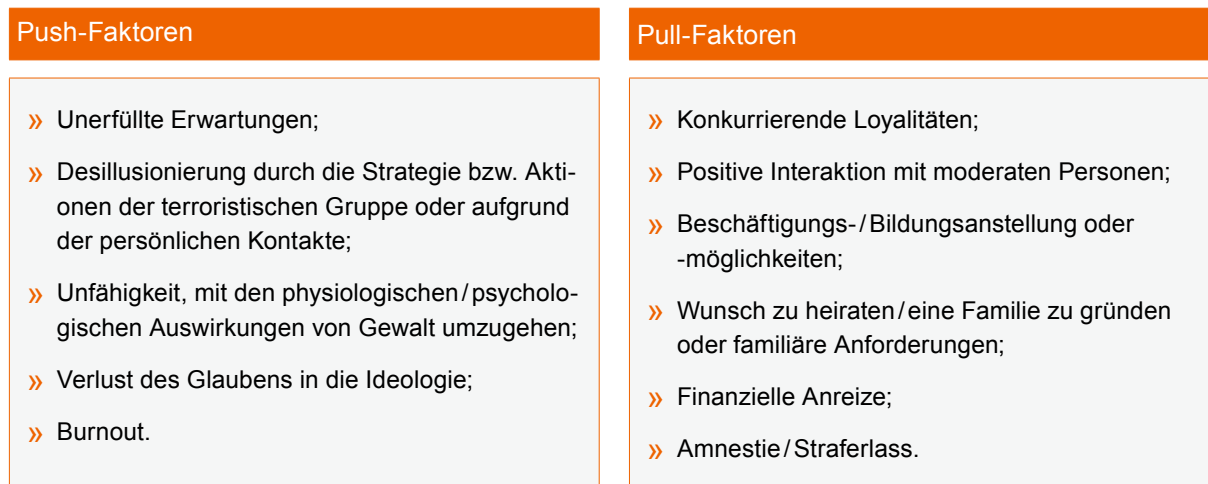 Push-Faktoren
» Unerfüllte Erwartungen;
» Desillusionierung durch die Strategie bzw. Akti-
onen der terroristischen Gruppe oder aufgrund
der persönlichen Kontakte;
» Unfähigkeit, mit den physiologischen/psycholo-
gischen Auswirkungen von Gewalt umzugehen;
» Verlust des Glaubens in die Ideologie;
» Burnout.
Pull-Faktoren
» Konkurrierende Loyalitäten;
» Positive Interaktion mit moderaten Personen;
» Beschäftigungs-/Bildungsanstellung oder
-möglichkeiten;
» Wunsch zu heiraten/eine Familie zu gründen
oder familiäre Anforderungen;
» Finanzielle Anreize;
» Amnestie/Straferlass.